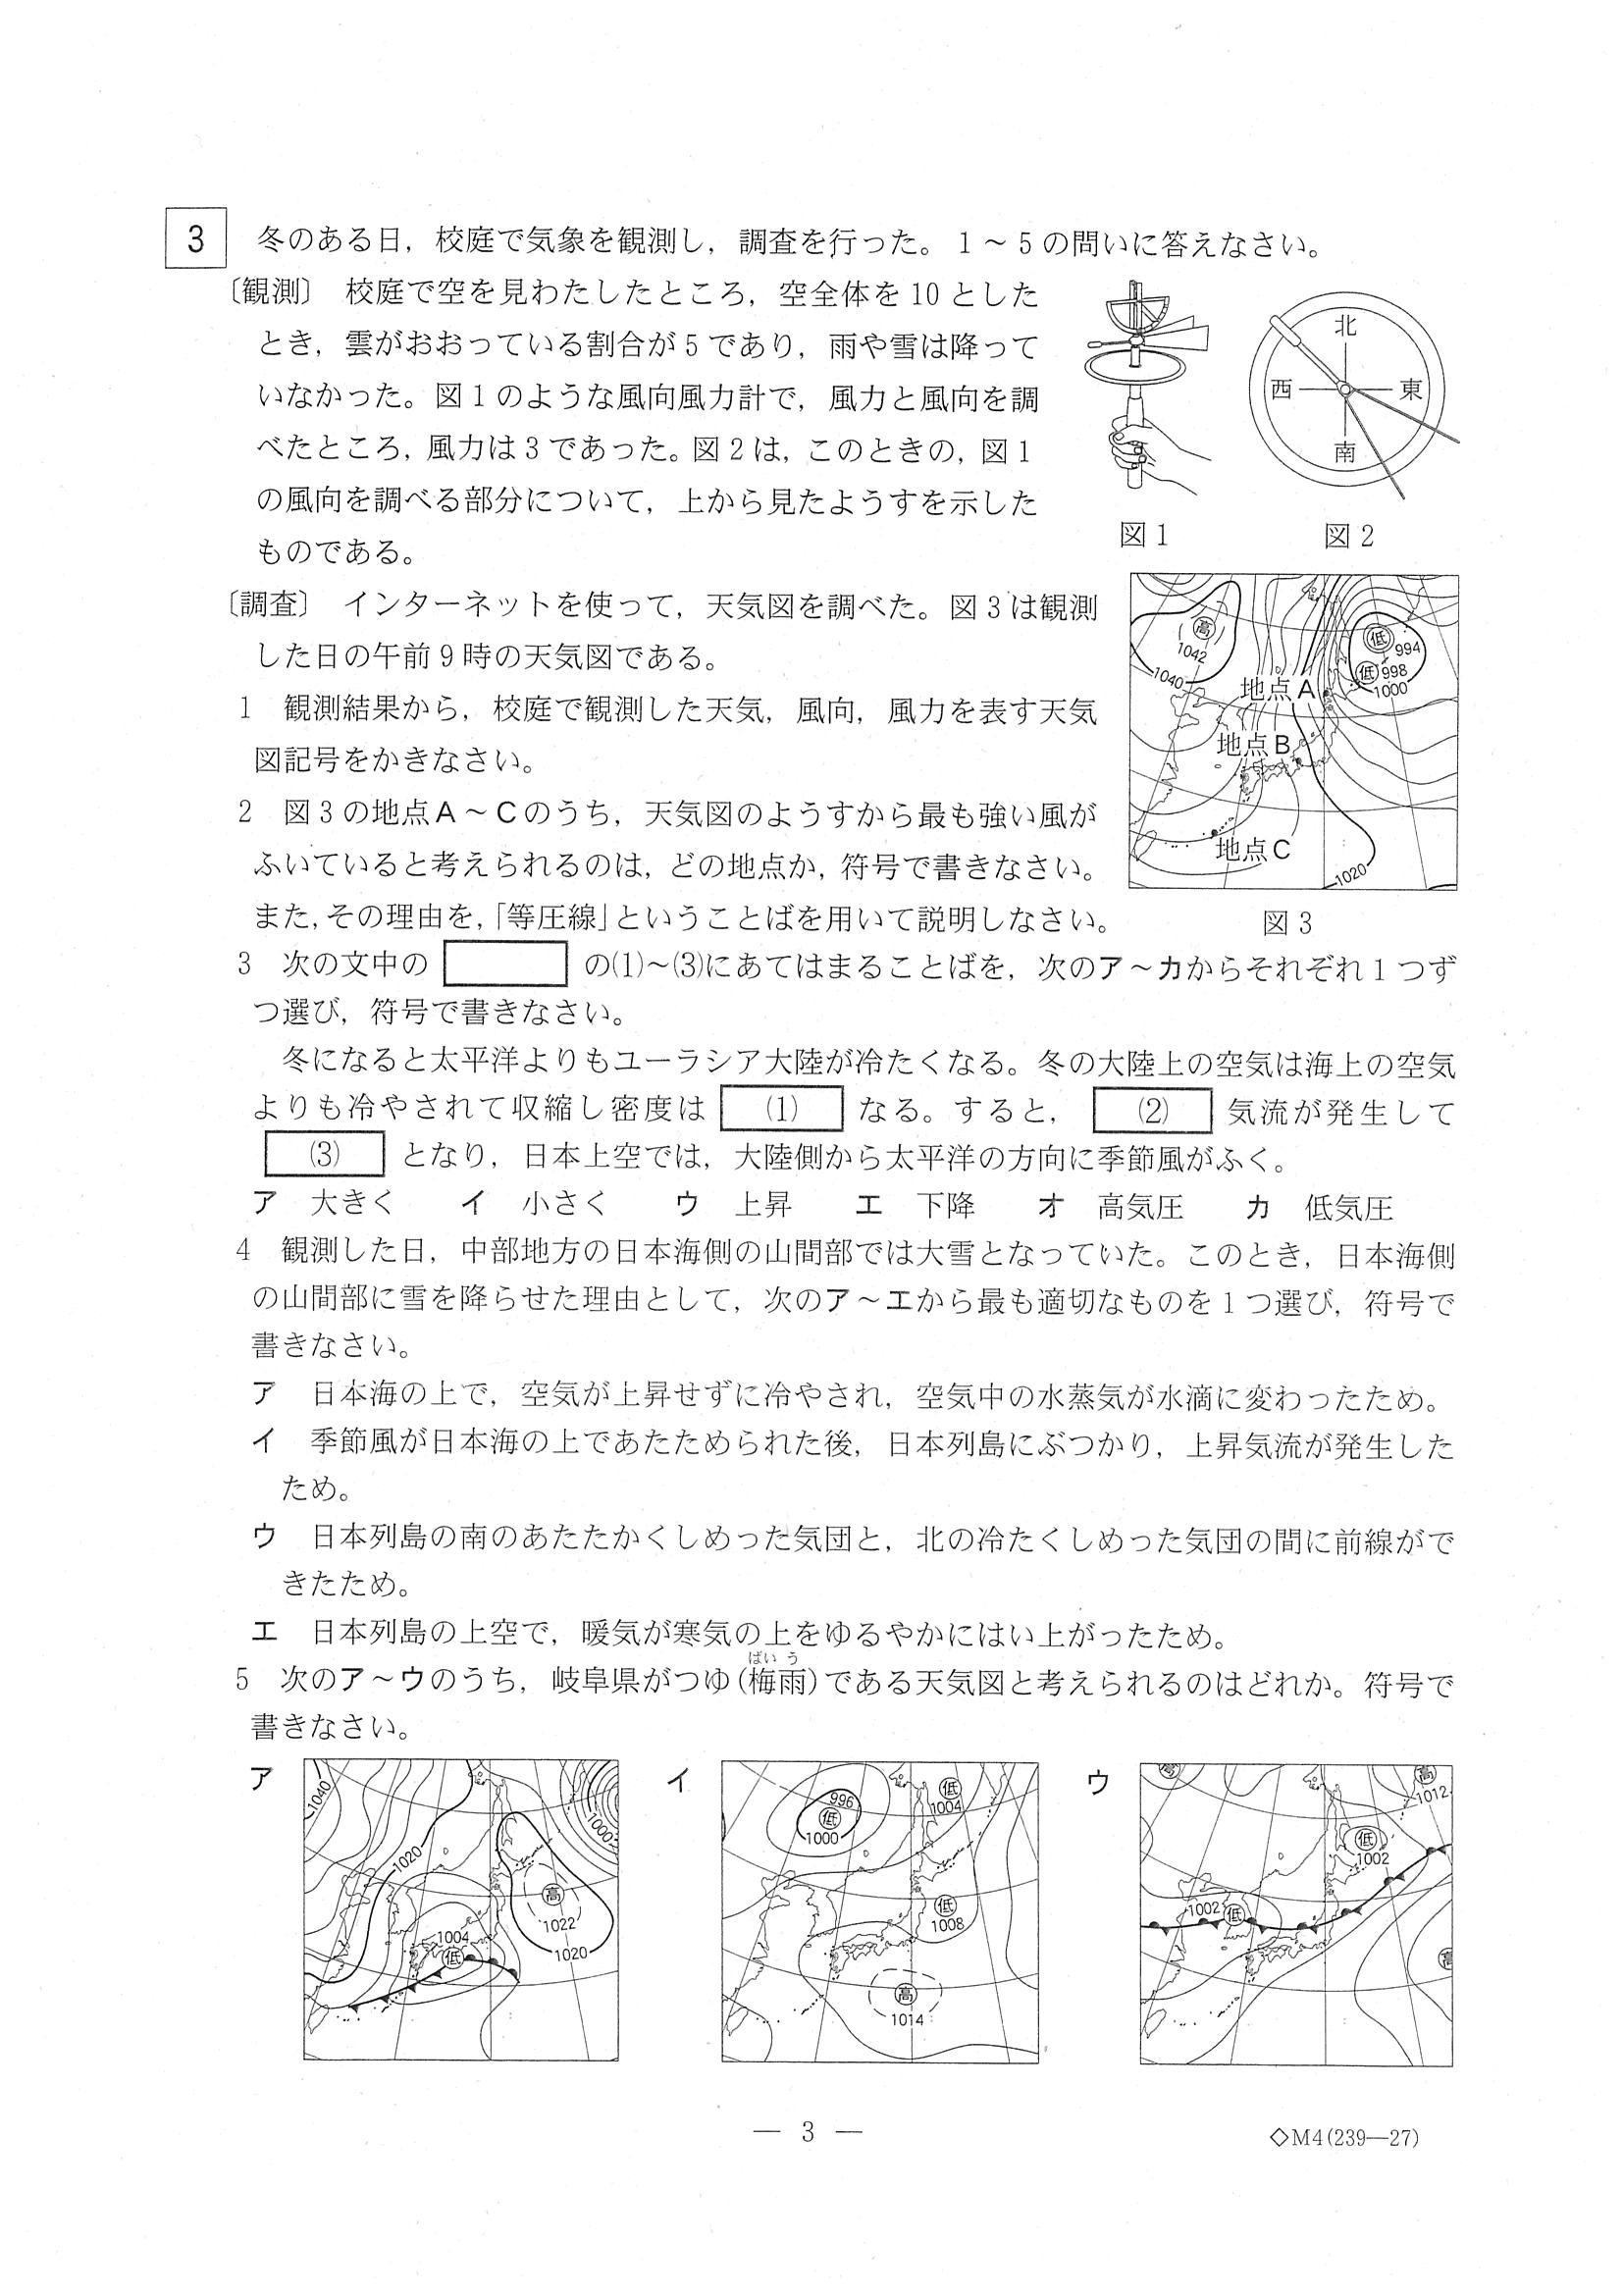 3 冬のある日，校庭で気象を観測し，調査を行った。1～5の問いに答えなさい。
〔観測〕 校庭で空を見わたしたところ，空全体を10とした
とき，雲がおおっている割合が5であり，雨や雪は降って
いなかった。図1のような風向風力計で，風力と風向を調
べたところ，風力は3であった。図2は，このときの，図1
の風向を調べる部分について，上から見たようすを示した
ものである。
北
西
東
南
図1
図2
〔調査〕 インターネットを使って，天気図を調べた。図3は観測
した日の午前9時の天気図である。
1 観測結果から，校庭で観測した天気，風向，風力を表す天気
図記号をかきなさい。
2 図3の地点A～Cのうち，天気図のようすから最も強い風が
ふいていると考えられるのは，どの地点か，符号で書きなさい。
また，その理由を，「等圧線」ということばを用いて説明しなさい。
高
1042
1040
低
994
低 998
1000
地点A
地点B
地点C
1020
図3
3 次の文中の の(1)～(3)にあてはまることばを，次のア～カからそれぞれ1つず
つ選び，符号で書きなさい。
冬になると太平洋よりもユーラシア大陸が冷たくなる。冬の大陸上の空気は海上の空気
よりも冷やされて収縮し密度は (1) なる。すると， (2) 気流が発生して
(3) となり，日本上空では，大陸側から太平洋の方向に季節風がふく。
ア 大きく イ 小さく ウ 上昇 エ 下降 オ 高気圧 カ 低気圧
4 観測した日，中部地方の日本海側の山間部では大雪となっていた。このとき，日本海側
の山間部に雪を降らせた理由として，次のア～エから最も適切なものを1つ選び，符号で
書きなさい。
ア 日本海の上で，空気が上昇せずに冷やされ，空気中の水蒸気が水滴に変わったため。
イ 季節風が日本海の上であたためられた後，日本列島にぶつかり，上昇気流が発生した
ため。
ウ 日本列島の南のあたたかくしめった気団と，北の冷たくしめった気団の間に前線がで
きたため。
エ 日本列島の上空で，暖気が寒気の上をゆるやかにはい上がったため。
ばいう
5 次のア～ウのうち，岐阜県がつゆ(梅雨)である天気図と考えられるのはどれか。符号で
書きなさい。
ア
1040
1020
1000
高
1022
1020
1004
低
イ
996
低
1000
低
1004
低
1008
高
1014
ウ
高
高
1012
低
1002
1002 低
高
— 3 —
◇M4(239—27)